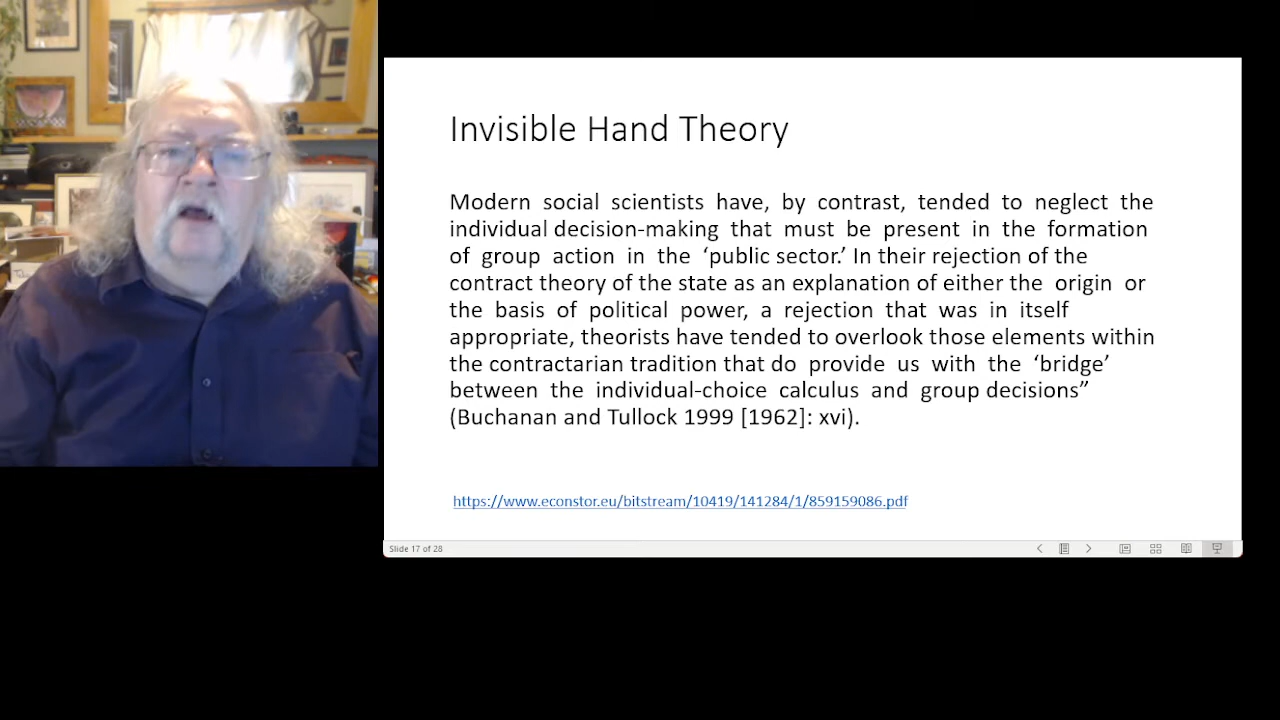 Invisible Hand Theory
Modern social scientists have, by contrast, tended to neglect the
individual decision-making that must be present in the formation
of group action in the ‘public sector.’ In their rejection of the
contract theory of the state as an explanation of either the origin or
the basis of political power, a rejection that was in itself
appropriate, theorists have tended to overlook those elements within
the contractarian tradition that do provide us with the ‘bridge’
between the individual-choice calculus and group decisions”
(Buchanan and Tullock 1999 [1962]: xvi).
https://www.econstor.eu/bitstream/10419/141284/1/859159086.pdf
Slide 17 of 28